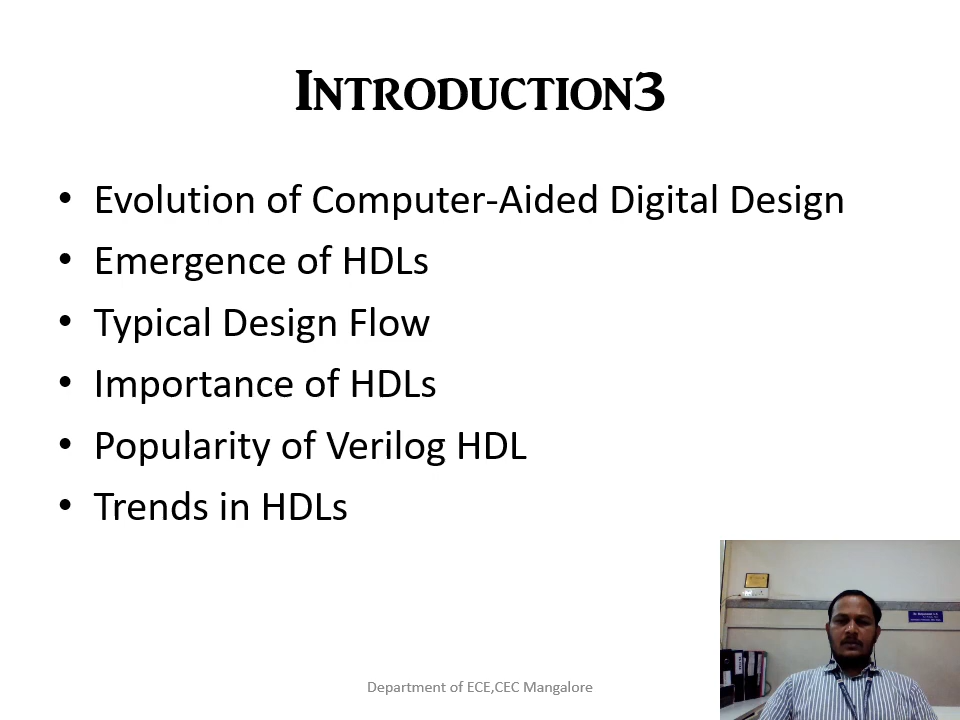 INTRODUCTION3
• Evolution of Computer-Aided Digital Design
• Emergence of HDLs
• Typical Design Flow
• Importance of HDLs
• Popularity of Verilog HDL
• Trends in HDLs
Department of ECE,CEC Mangalore